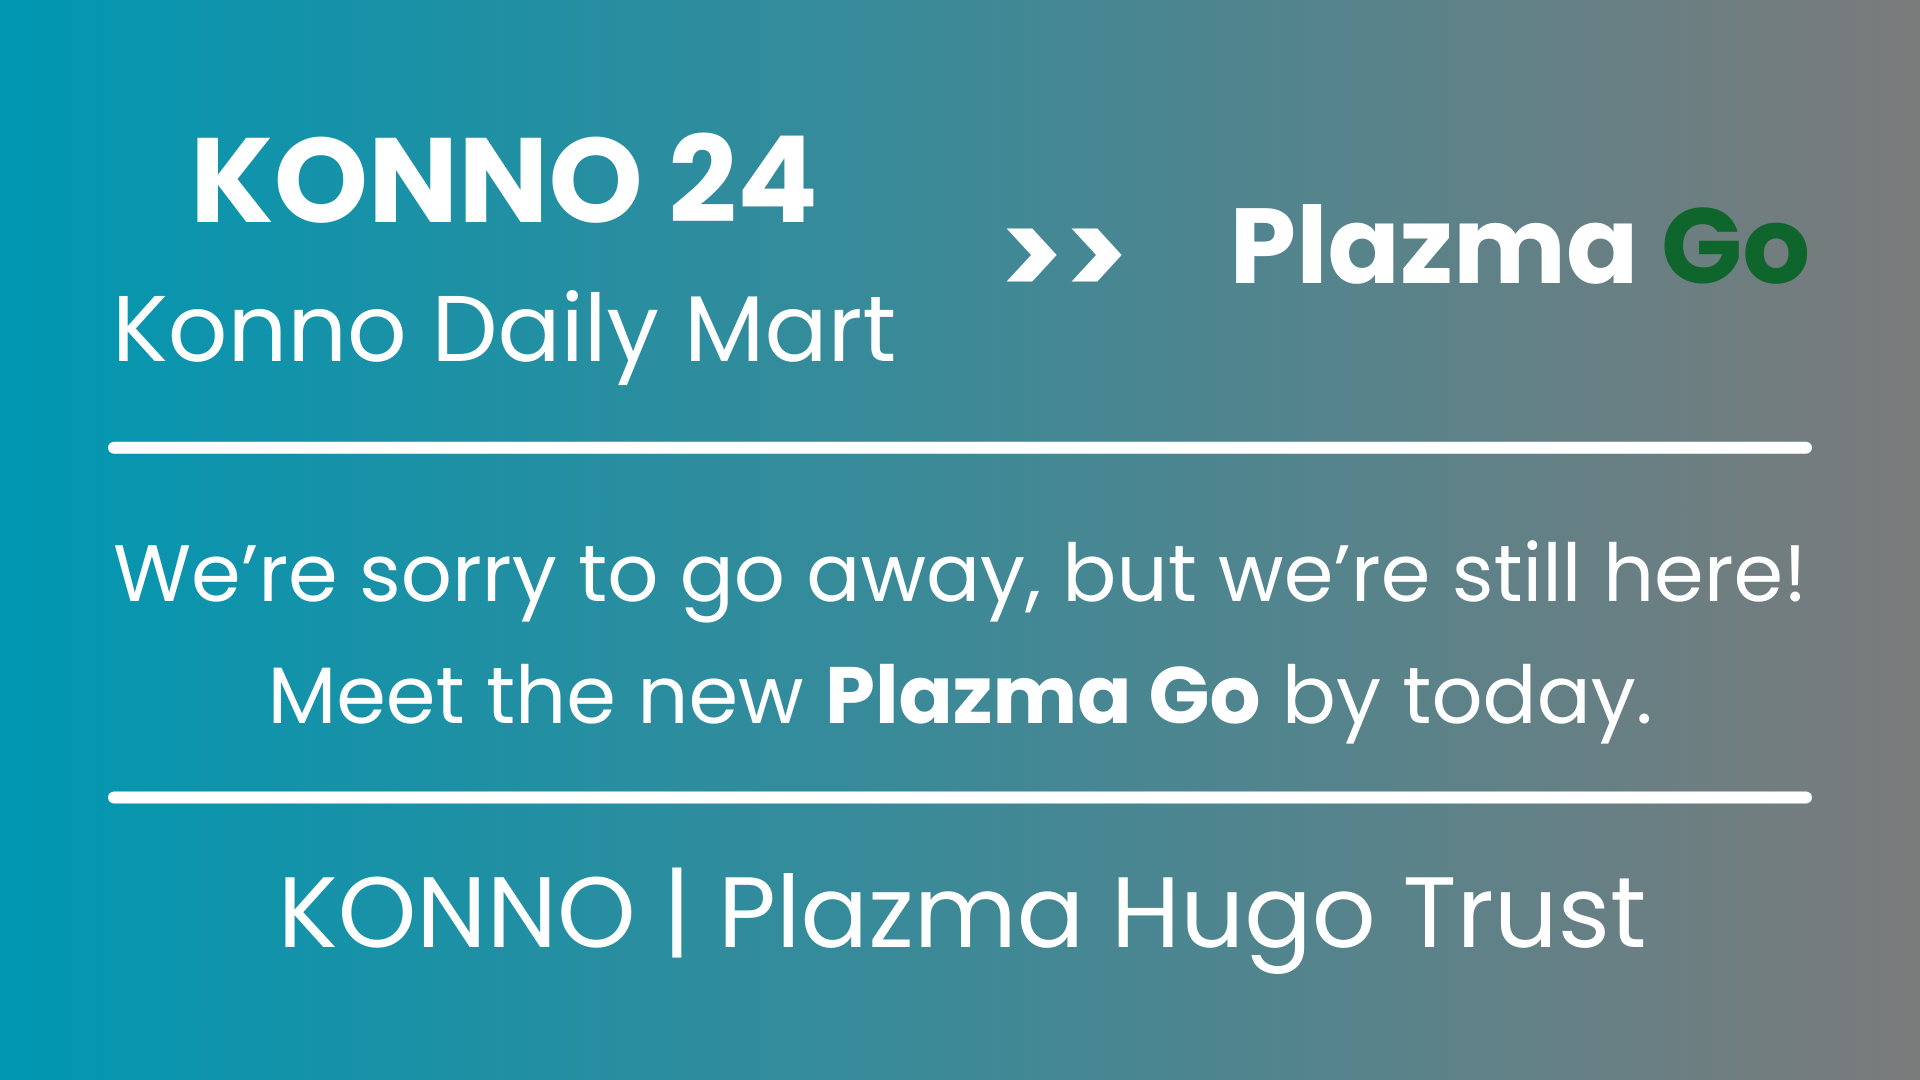 KONNO 24
Konno Daily Mart
>> Plazma Go
We’re sorry to go away, but we’re still here!
Meet the new Plazma Go by today.
KONNO | Plazma Hugo Trust